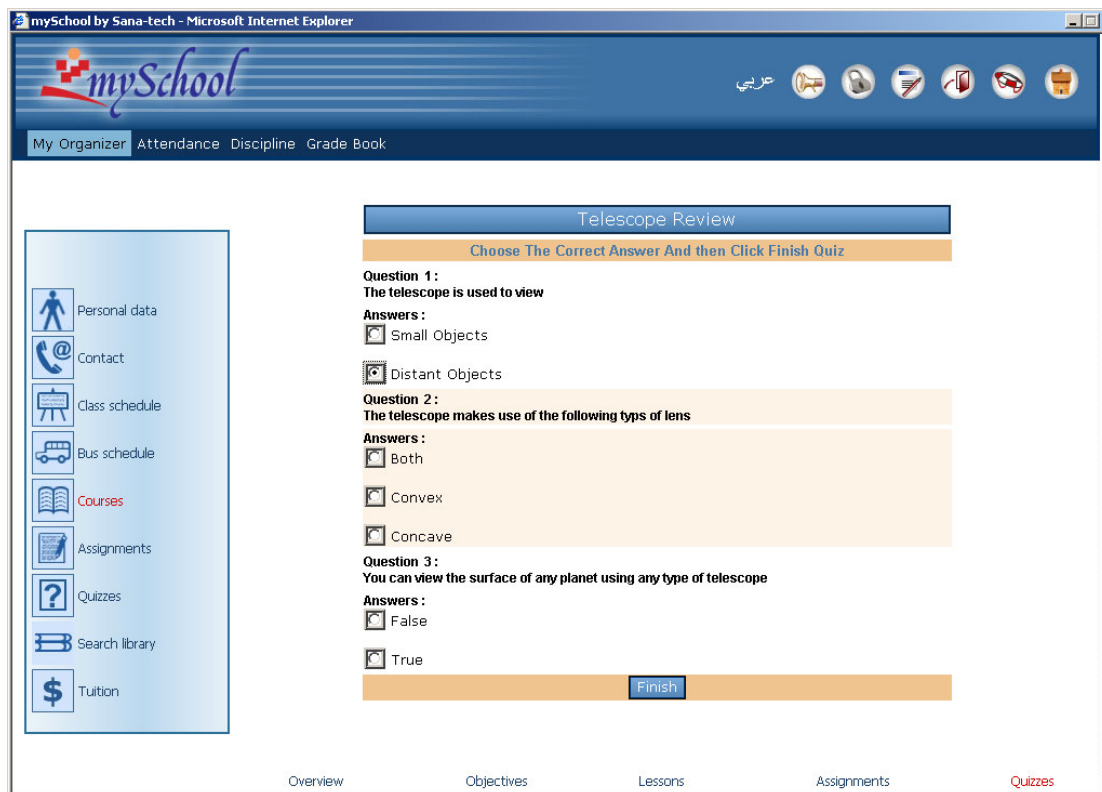 mySchool by Sana-tech - Microsoft Internet Explorer
mySchool
عربي
My Organizer Attendance Discipline Grade Book
Telescope Review
Choose The Correct Answer And then Click Finish Quiz
Question 1 :
The telescope is used to view
Answers :
Small Objects
Distant Objects
Question 2 :
The telescope makes use of the following typs of lens
Answers :
Both
Convex
Concave
Question 3 :
You can view the surface of any planet using any type of telescope
Answers :
False
True
Finish
Personal data
Contact
Class schedule
Bus schedule
Courses
Assignments
Quizzes
Search library
Tuition
Overview Objectives Lessons Assignments Quizzes